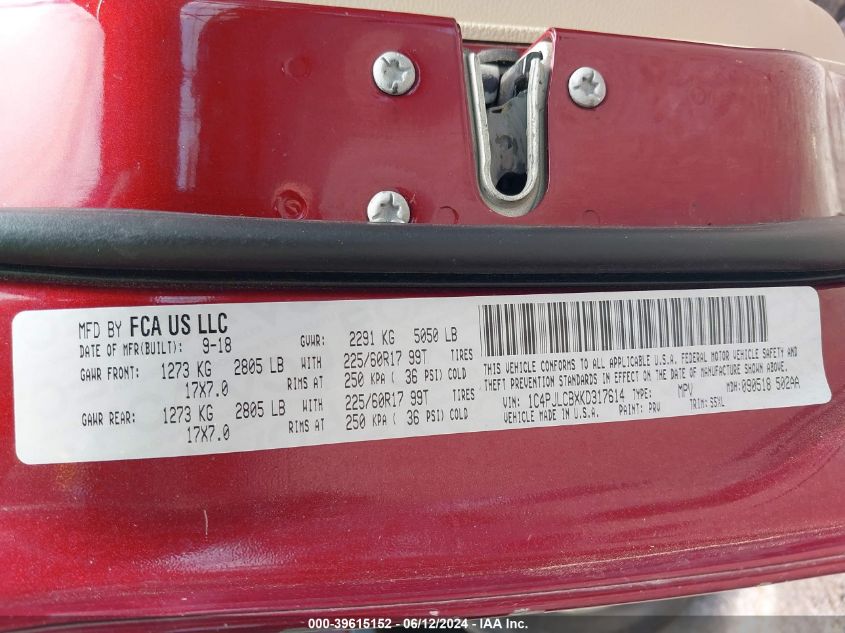 MFD BY FCA US LLC
DATE OF MFR(BUILT): 9-18 GVWR: 2291 KG 5050 LB
GAWR FRONT: 1273 KG 2805 LB WITH 225/60R17 99T TIRES
17X7.0 RIMS AT 250 KPA ( 36 PSI) COLD
GAWR REAR: 1273 KG 2805 LB WITH 225/60R17 99T TIRES
17X7.0 RIMS AT 250 KPA ( 36 PSI) COLD
THIS VEHICLE CONFORMS TO ALL APPLICABLE U.S.A. FEDERAL MOTOR VEHICLE SAFETY AND
THEFT PREVENTION STANDARDS IN EFFECT ON THE DATE OF MANUFACTURE SHOWN ABOVE.
VIN: 1C4PJLCBXKD317614 TYPE: MPV MDH: 090518 502AA
VEHICLE MADE IN U.S.A. PAINT: PRV TRIM: S5XL
000-39615152 - 06/12/2024 - IAA Inc.